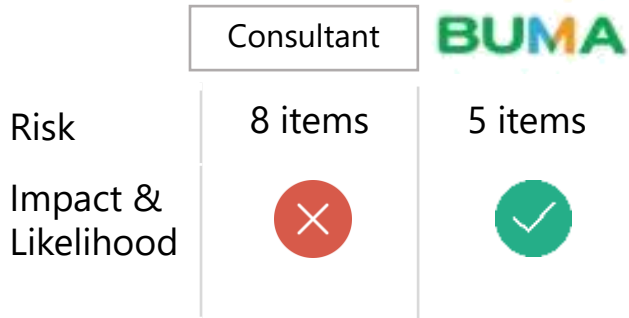 Consultant
BUMA
Risk
8 items
5 items
Impact &
Likelihood